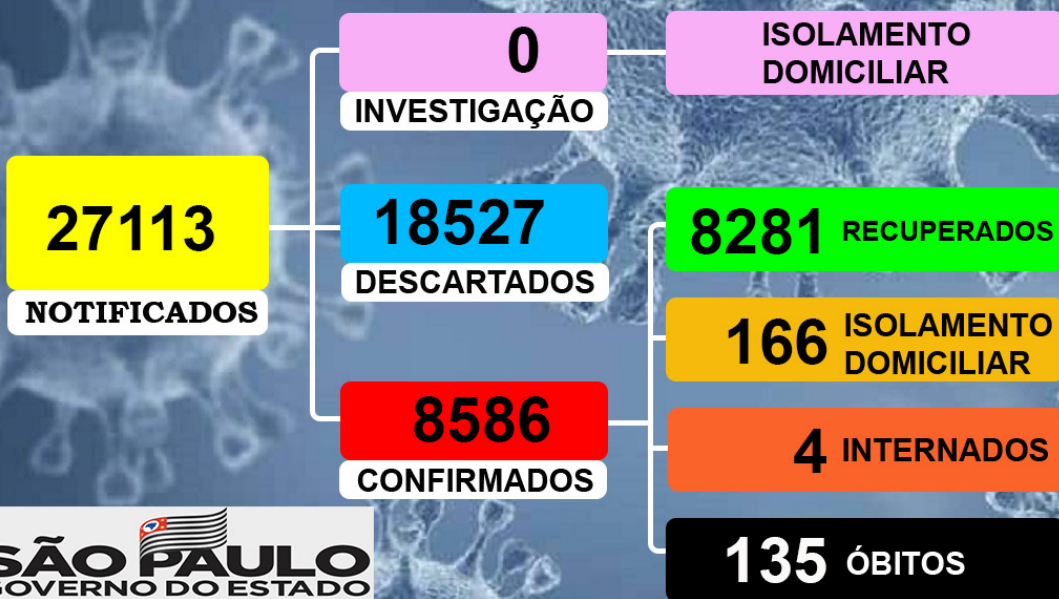 27113
NOTIFICADOS
0
INVESTIGAÇÃO
ISOLAMENTO
DOMICILIAR
18527
DESCARTADOS
8586
CONFIRMADOS
8281 RECUPERADOS
166 ISOLAMENTO
DOMICILIAR
4 INTERNADOS
135 ÓBITOS
SÃO PAULO
GOVERNO DO ESTADO